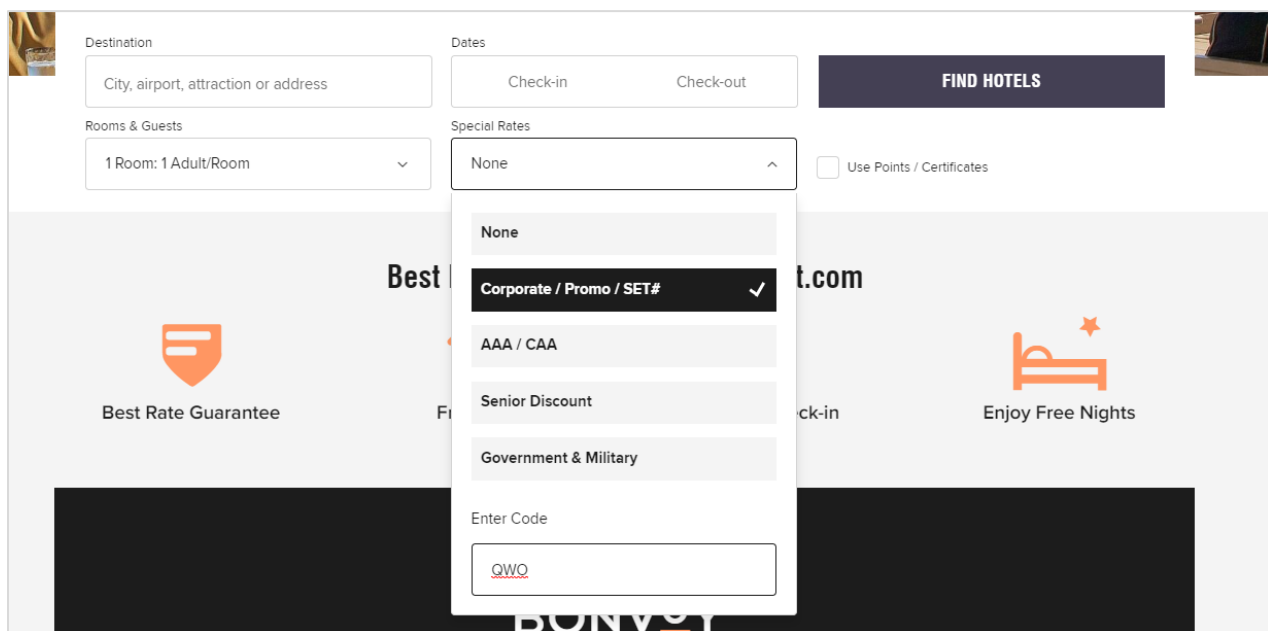 Destination
Dates
City, airport, attraction or address
Check-in
Check-out
FIND HOTELS
Rooms & Guests
Special Rates
1 Room: 1 Adult/Room
None
Use Points / Certificates
None
Best
t.com
Corporate / Promo / SET#
AAA / CAA
Senior Discount
Best Rate Guarantee
ck-in
Enjoy Free Nights
Government & Military
Enter Code
QWO
BONVOY